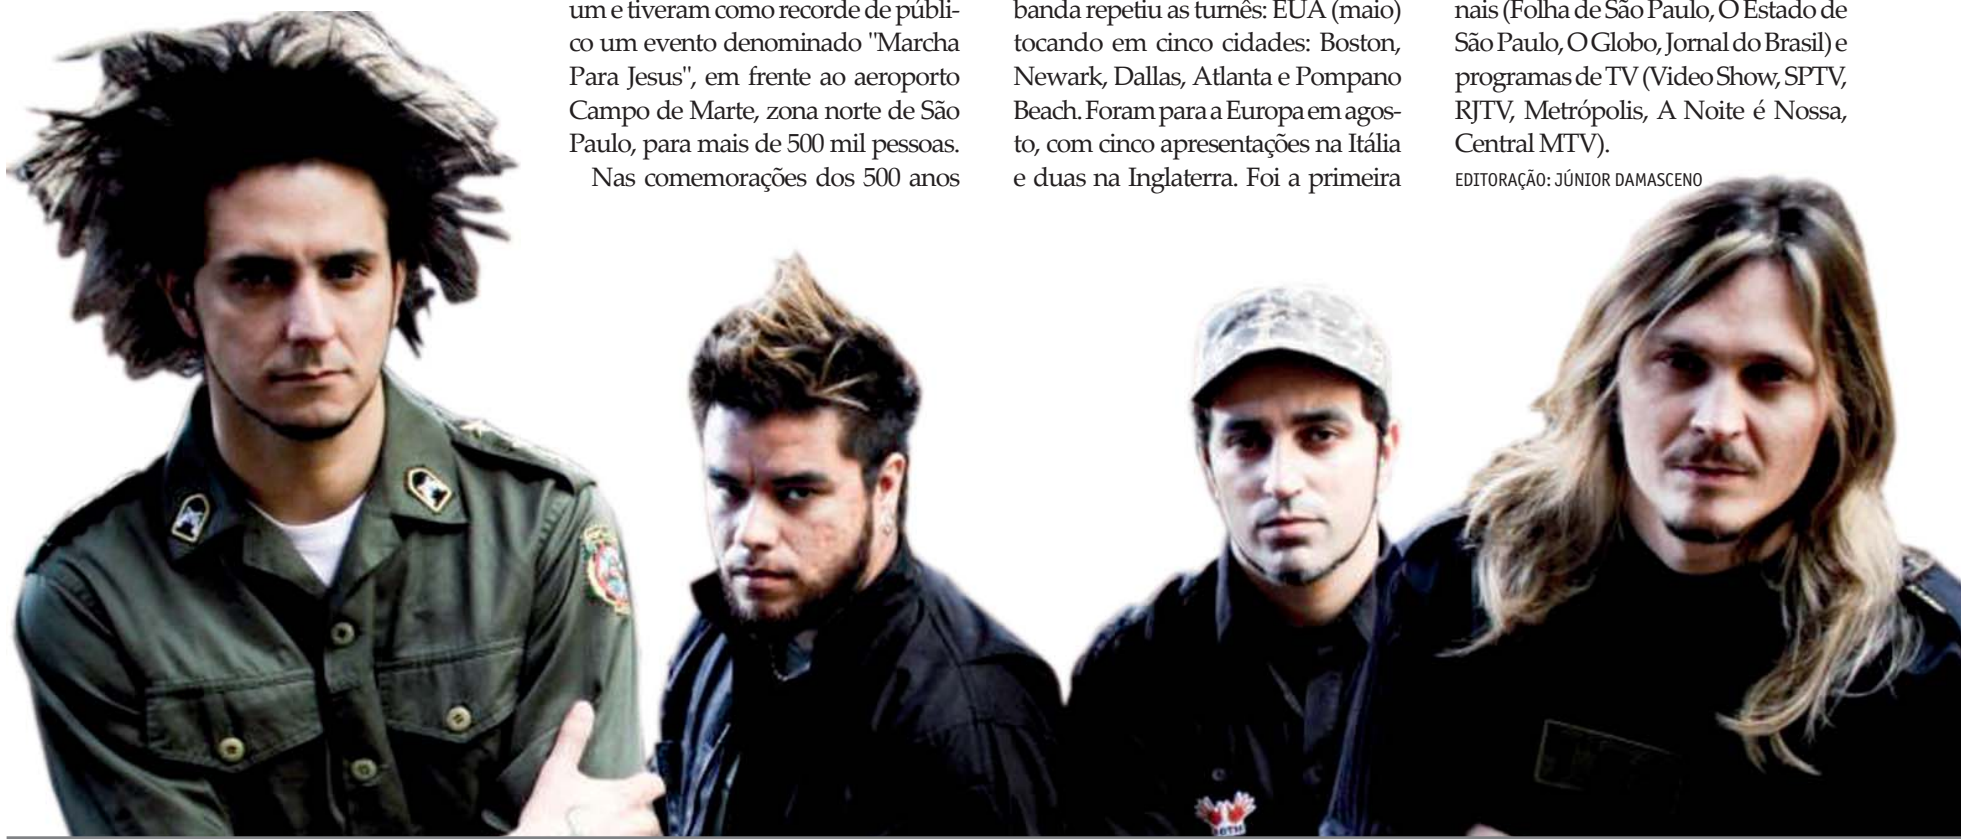 um e tiveram como recorde de públi-
co um evento denominado "Marcha
Para Jesus", em frente ao aeroporto
Campo de Marte, zona norte de São
Paulo, para mais de 500 mil pessoas.
Nas comemorações dos 500 anos
banda repetiu as turnês: EUA (maio)
tocando em cinco cidades: Boston,
Newark, Dallas, Atlanta e Pompano
Beach. Foram para a Europa em agos-
to, com cinco apresentações na Itália
e duas na Inglaterra. Foi a primeira
nais (Folha de São Paulo, O Estado de
São Paulo, O Globo, Jornal do Brasil) e
programas de TV (Video Show, SPTV,
RJTV, Metrópolis, A Noite é Nossa,
Central MTV).
EDITORAÇÃO: JÚNIOR DAMASCENO